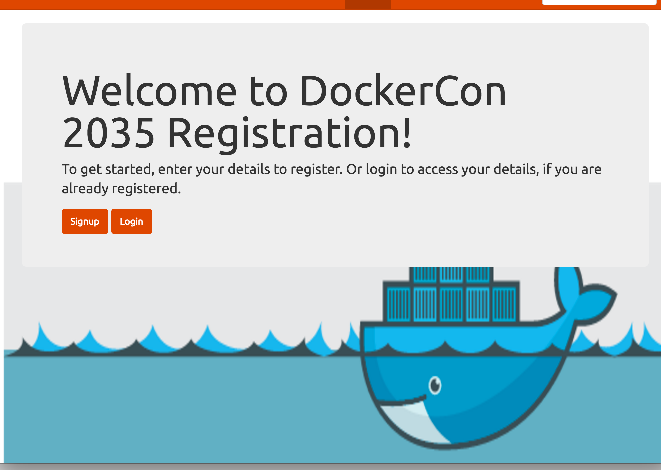 Welcome to DockerCon
2035 Registration!
To get started, enter your details to register. Or login to access your details, if you are
already registered.
Signup Login